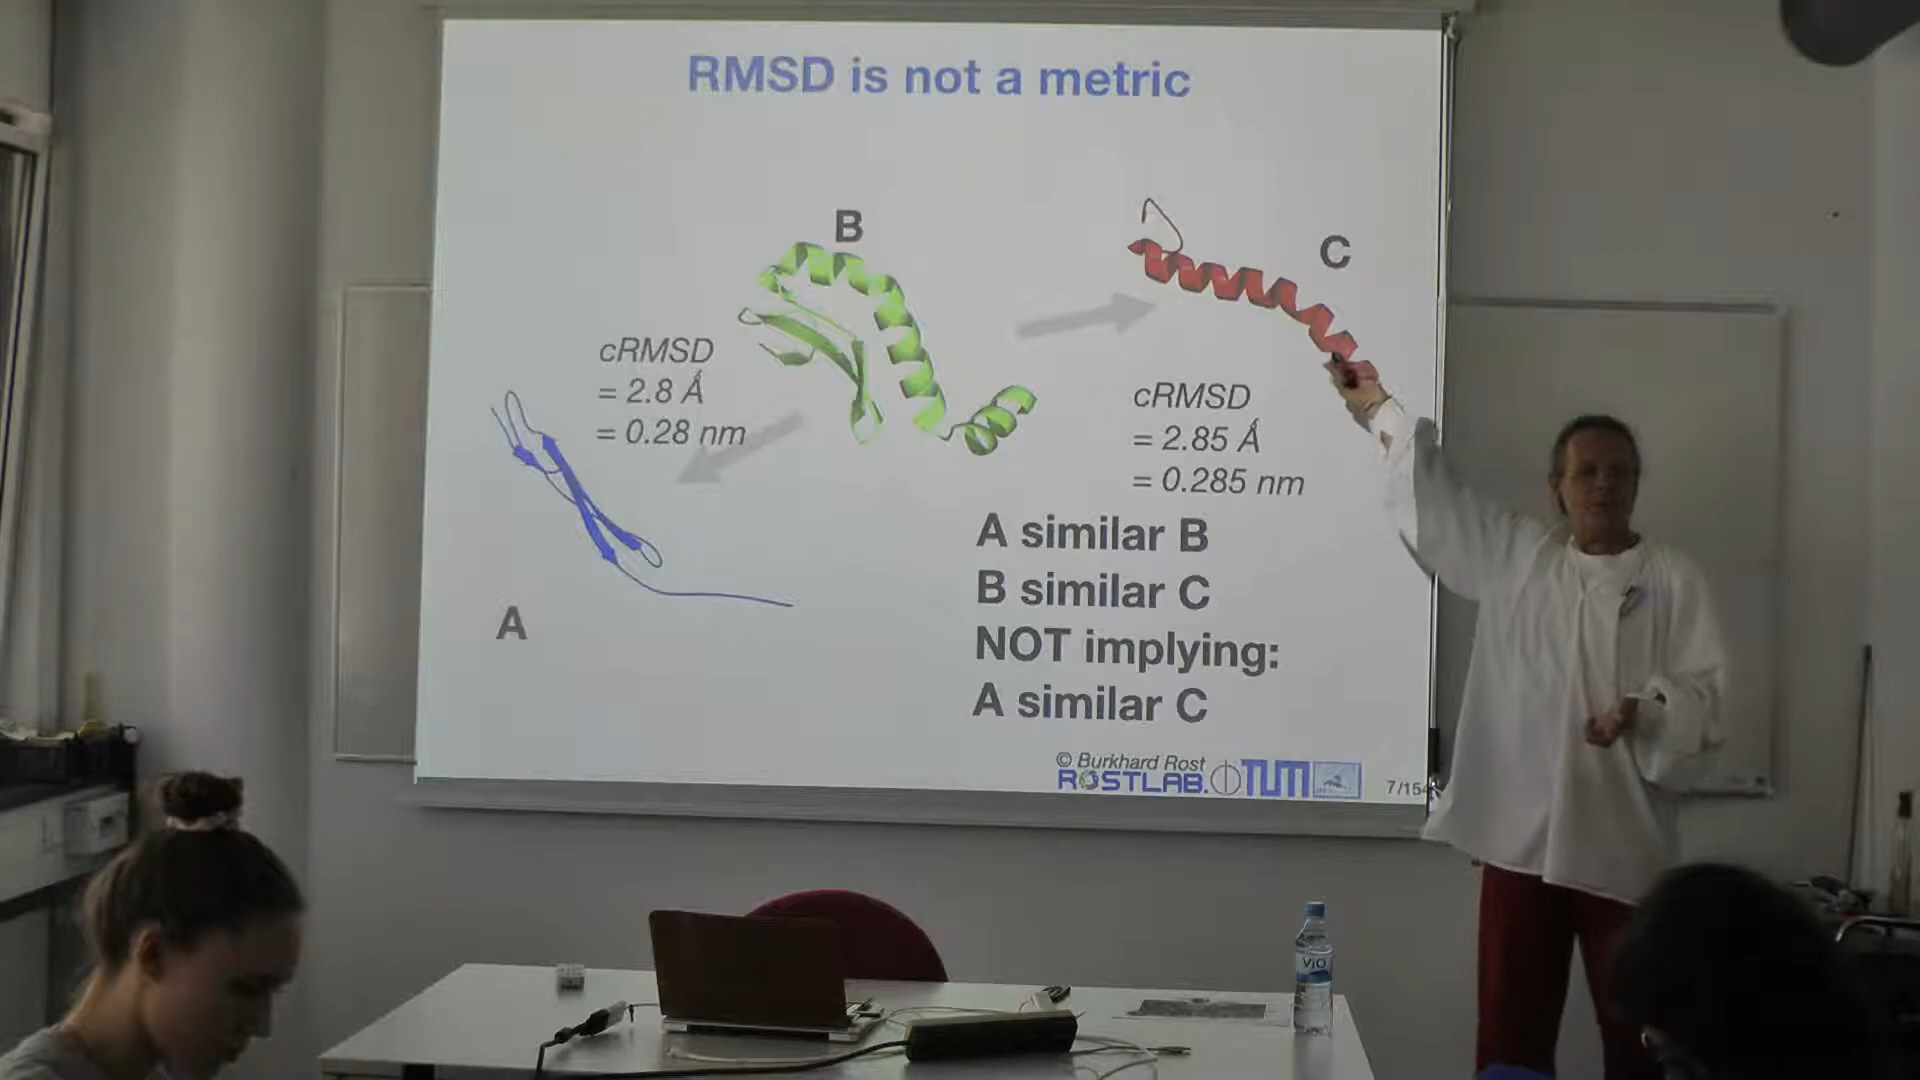 RMSD is not a metric
B
C
cRMSD
= 2.8 Å
= 0.28 nm
cRMSD
= 2.85 Å
= 0.285 nm
A
A similar B
B similar C
NOT implying:
A similar C
© Burkhard Rost
ROSTLAB.
TUM
7/154
ViO